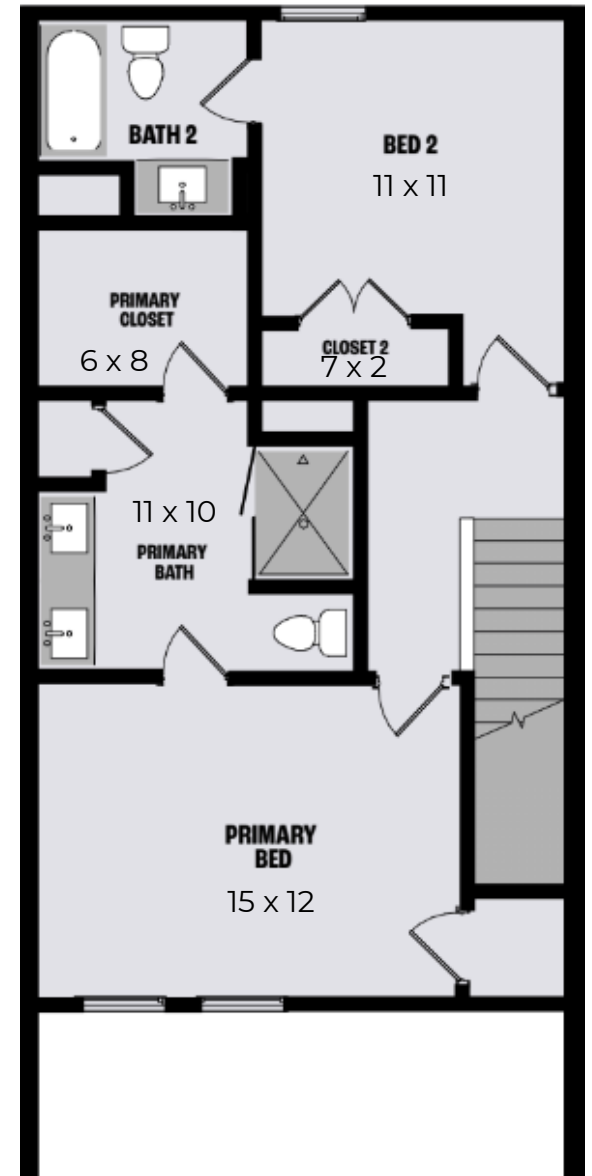 BATH 2
BED 2
11 x 11
PRIMARY
CLOSET
6 x 8
CLOSET 2
7 x 2
11 x 10
PRIMARY
BATH
PRIMARY
BED
15 x 12